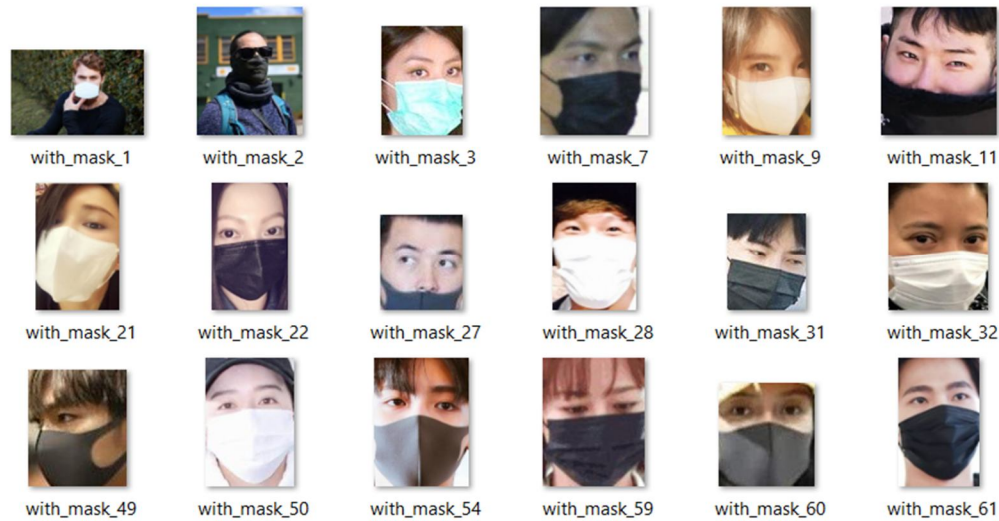 with_mask_1 with_mask_2 with_mask_3 with_mask_7 with_mask_9 with_mask_11
with_mask_21 with_mask_22 with_mask_27 with_mask_28 with_mask_31 with_mask_32
with_mask_49 with_mask_50 with_mask_54 with_mask_59 with_mask_60 with_mask_61